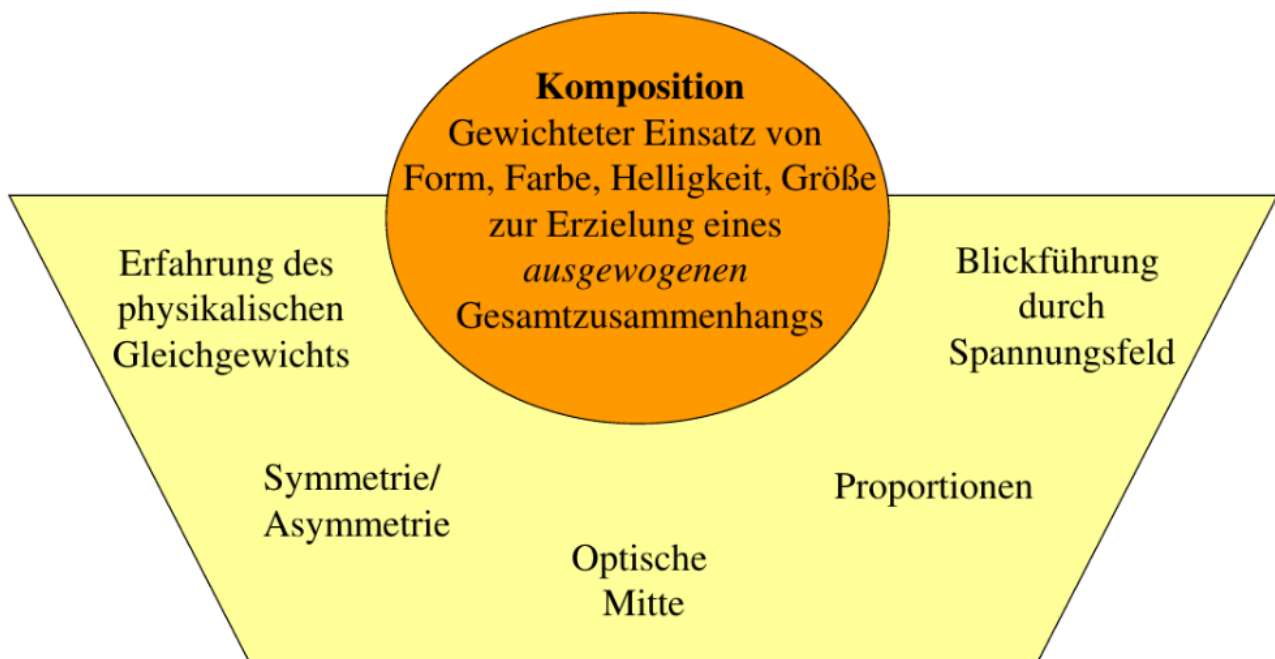 Komposition
Gewichteter Einsatz von
Form, Farbe, Helligkeit, Größe
zur Erzielung eines
ausgewogenen
Gesamtzusammenhangs
Erfahrung des
physikalischen
Gleichgewichts
Blickführung
durch
Spannungsfeld
Symmetrie/
Asymmetrie
Optische
Mitte
Proportionen